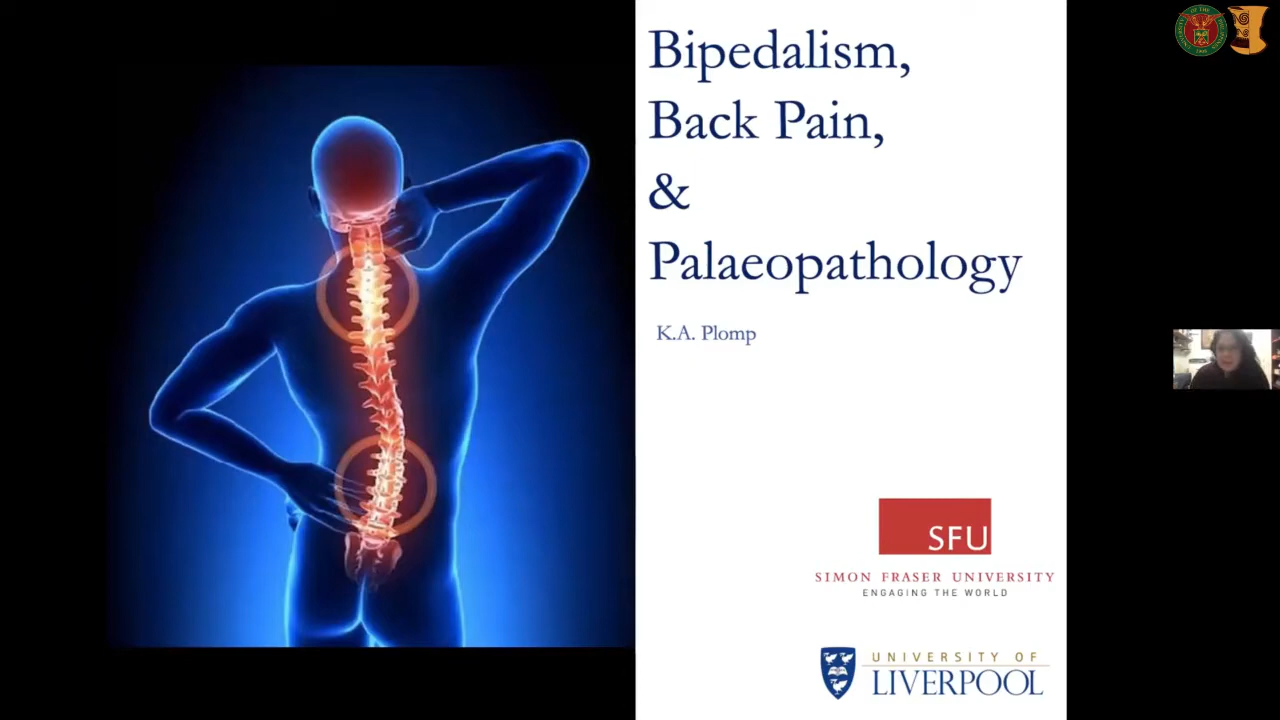 Bipedalism,
Back Pain,
&
Palaeopathology
K.A. Plomp
SFU
SIMON FRASER UNIVERSITY
ENGAGING THE WORLD
UNIVERSITY OF
LIVERPOOL